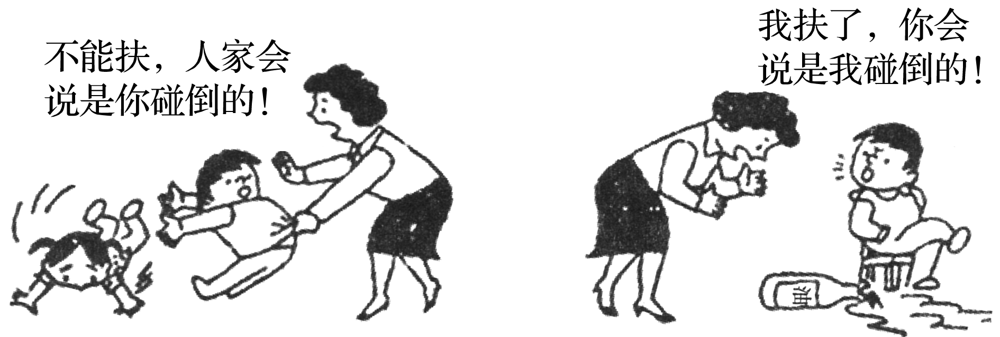 不能扶，人家会
说是你碰倒的！
我扶了，你会
说是我碰倒的！
油